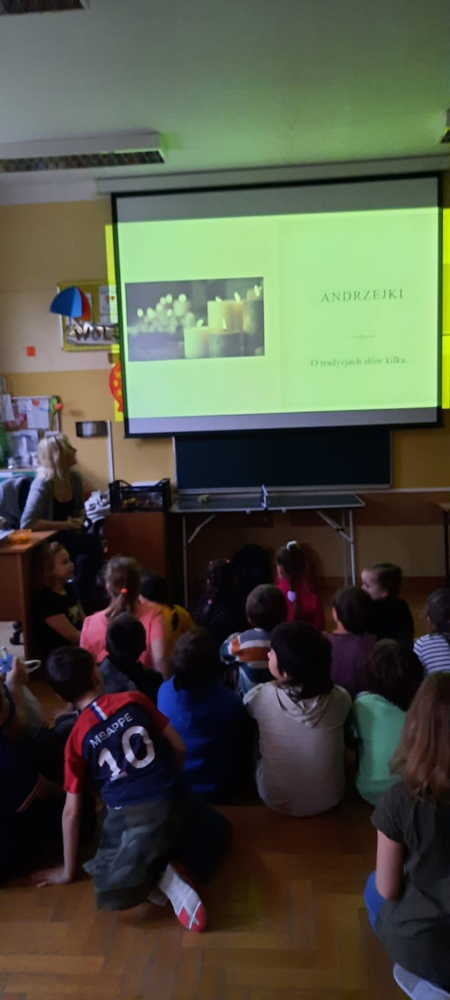 ANDRZEJKI
O tradycjach słów kilka...
MBAPPE
10